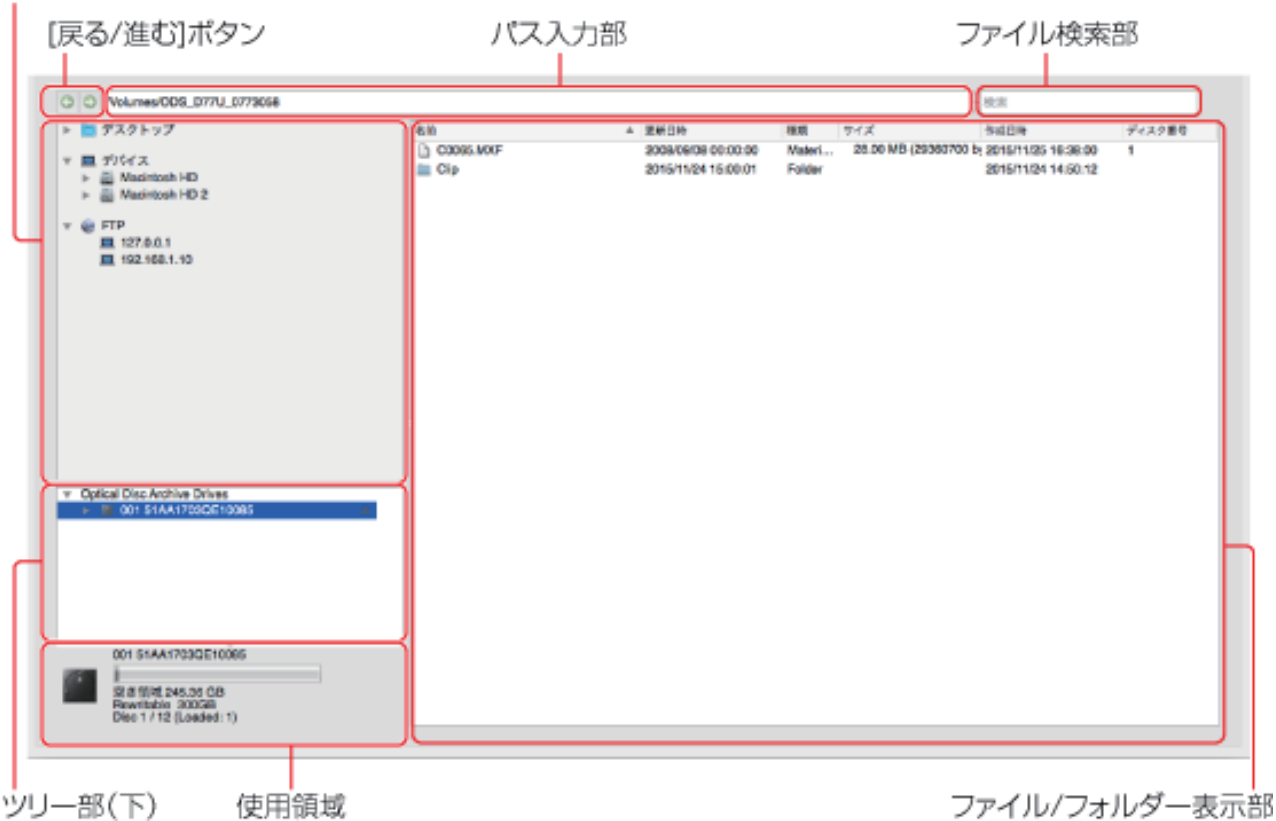 [戻る/進む]ボタン
パス入力部
ファイル検索部
/Volumes/ODS_D77U_0773058
検索
デスクトップ
デバイス
Macintosh HD
Macintosh HD 2
FTP
127.0.0.1
192.168.1.10
名前 更新日時 種類 サイズ 作成日時 ディスク番号
C0065.MXF 2009/09/08 00:00:00 Materi... 28.00 MB (29360700 by 2015/11/25 16:38:00 1
Clip 2015/11/24 15:00:01 Folder 2015/11/24 14:50:12
Optical Disc Archive Drives
001 51AA1703QE10085
001 51AA1703QE10085
空き領域 245.36 GB
Rewritable 300GB
Disc 1 / 12 (Loaded: 1)
ツリー部(下)
使用領域
ファイル/フォルダー表示部